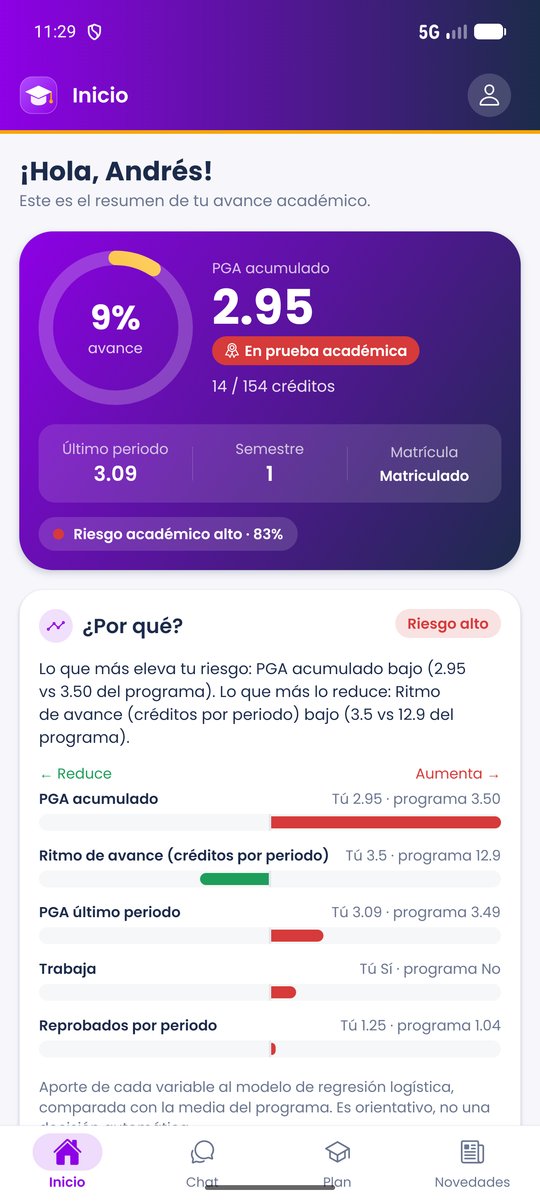 11:29
5G
Inicio
¡Hola, Andrés!
Este es el resumen de tu avance académico.
9%
avance
PGA acumulado
2.95
En prueba académica
14 / 154 créditos
Último periodo
3.09
Semestre
1
Matrícula
Matriculado
Riesgo académico alto · 83%
¿Por qué?
Riesgo alto
Lo que más eleva tu riesgo: PGA acumulado bajo (2.95
vs 3.50 del programa). Lo que más lo reduce: Ritmo
de avance (créditos por periodo) bajo (3.5 vs 12.9 del
programa).
← Reduce
Aumenta →
PGA acumulado
Tú 2.95 · programa 3.50
Ritmo de avance (créditos por periodo)
Tú 3.5 · programa 12.9
PGA último periodo
Tú 3.09 · programa 3.49
Trabaja
Tú Sí · programa No
Reprobados por periodo
Tú 1.25 · programa 1.04
Aporte de cada variable al modelo de regresión logística,
comparada con la media del programa. Es orientativo, no una
Inicio
Chat
Plan
Novedades